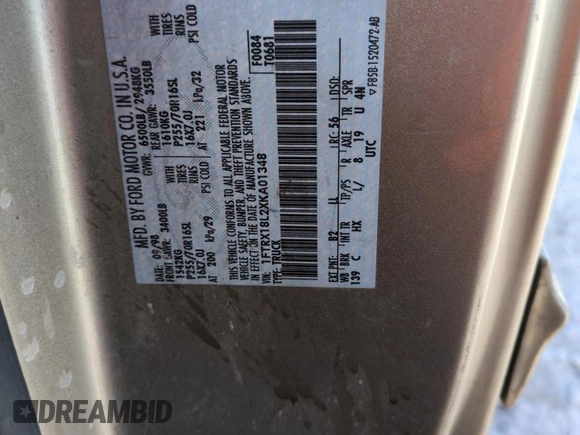 MFD. BY FORD MOTOR CO. IN U.S.A.
DATE: 09/98 GVWR: 6500LB/ 2948KG
FRONT GAWR: 3400LB REAR GAWR: 3550LB
1542KG WITH 1610KG WITH
P255/70R16SL TIRES P255/70R16SL TIRES
16X7.0J RIMS 16X7.0J RIMS
AT 200 kPa/29 PSI COLD AT 221 kPa/32 PSI COLD
THIS VEHICLE CONFORMS TO ALL APPLICABLE FEDERAL MOTOR
VEHICLE SAFETY, BUMPER, AND THEFT PREVENTION STANDARDS
IN EFFECT ON THE DATE OF MANUFACTURE SHOWN ABOVE.
VIN: 1FTRX18L2XKA01348 F0084
TYPE: TRUCK T0681
EXT PNT: B2 LL LRC: 56 DSO:
WB BRK INT TR TP/PS R AXLE TR SPR
139 C HX L/ 8 19 U 4N
UTC
▽ F85B-1520472-AB
DREAMBID